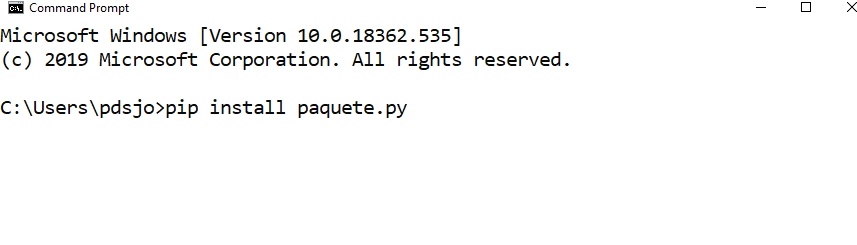 Command Prompt
Microsoft Windows [Version 10.0.18362.535]
(c) 2019 Microsoft Corporation. All rights reserved.
C:\Users\pdsjo>pip install paquete.py